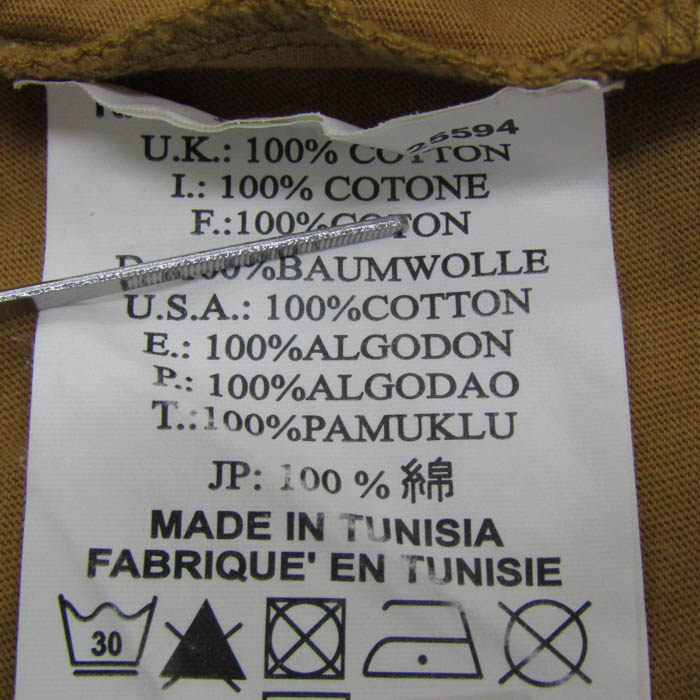 25594
U.K.: 100% COTTON
I.: 100% COTONE
F.:100%COTON
100%BAUMWOLLE
U.S.A.: 100%COTTON
E.: 100%ALGODON
P.: 100%ALGODAO
T.:100%PAMUKLU
JP: 100 % 綿
MADE IN TUNISIA
FABRIQUE' EN TUNISIE
30